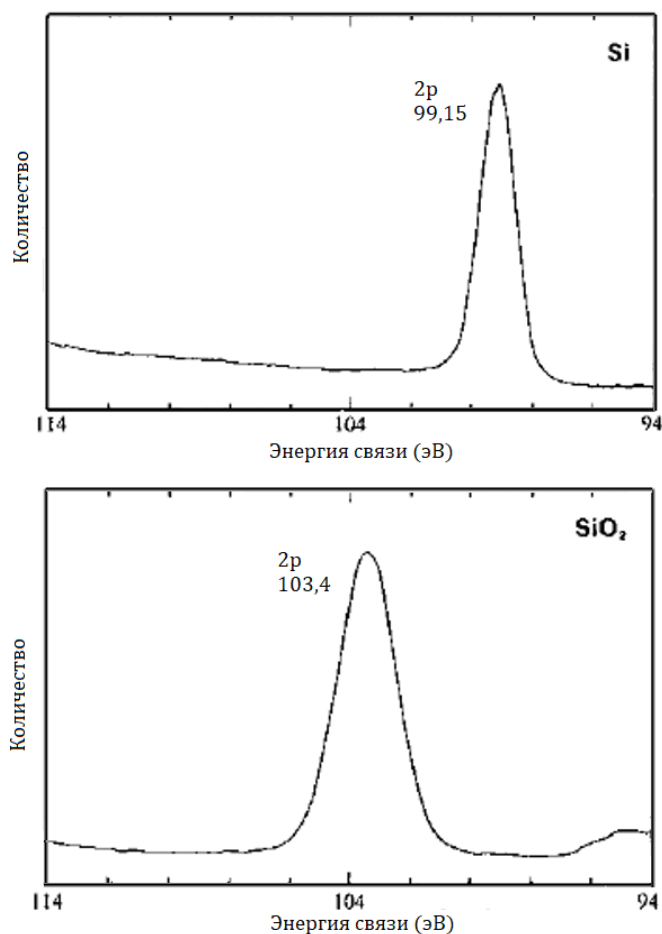 Si
2p
99,15
Количество
114
104
94
Энергия связи (эВ)
SiO₂
2p
103,4
Количество
114
104
94
Энергия связи (эВ)